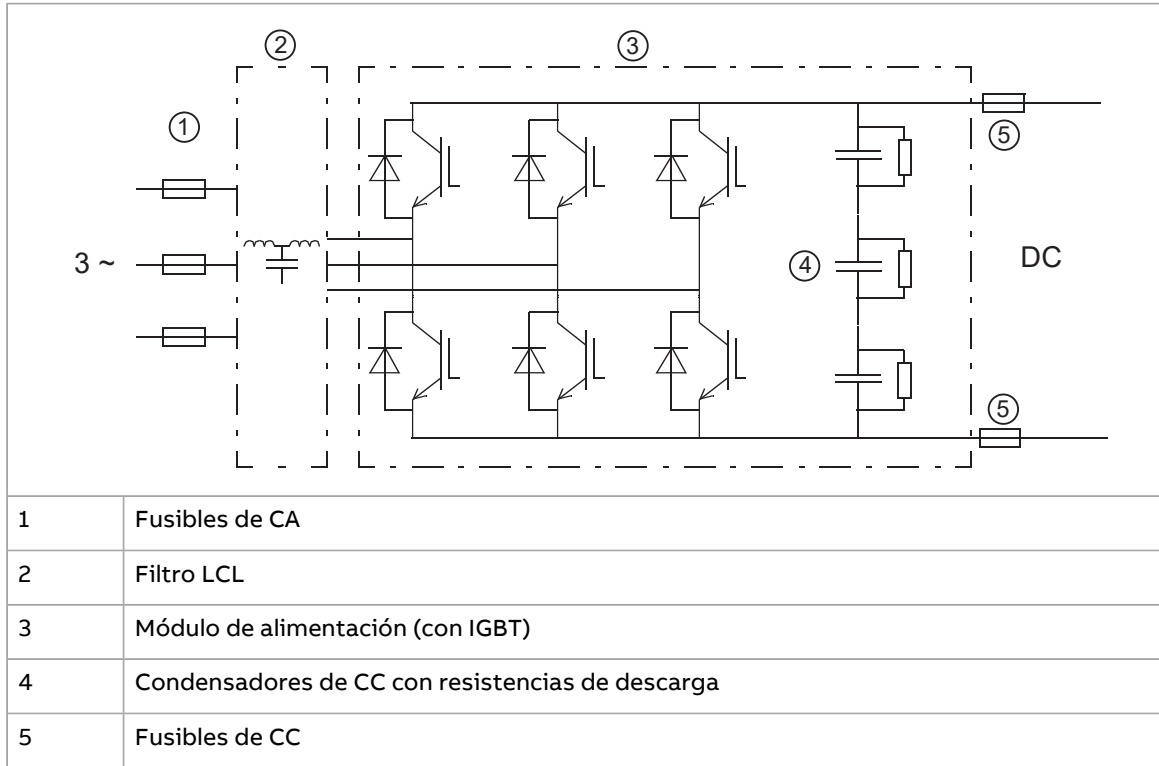 ②
③
①
⑤
3 ~
④
DC
⑤
1 Fusibles de CA
2 Filtro LCL
3 Módulo de alimentación (con IGBT)
4 Condensadores de CC con resistencias de descarga
5 Fusibles de CC